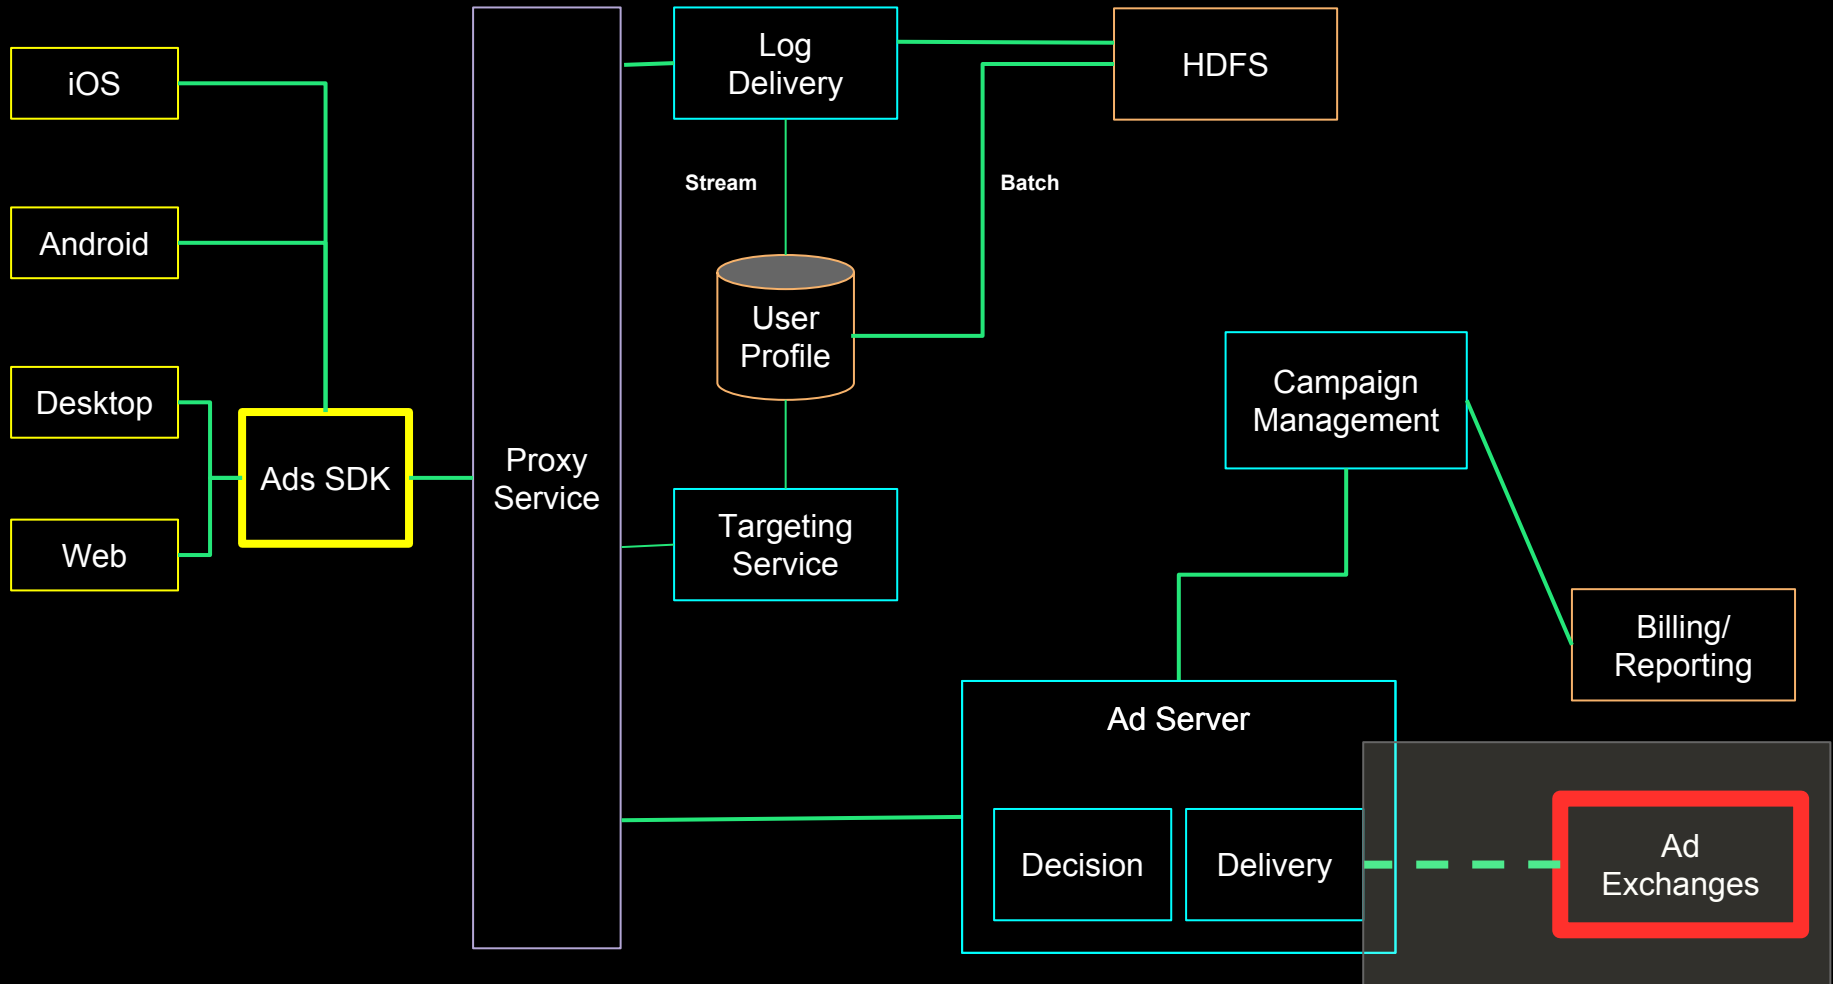 iOS
Android
Desktop
Web
Ads SDK
Proxy
Service
Log
Delivery
HDFS
Stream
Batch
User
Profile
Targeting
Service
Campaign
Management
Billing/
Reporting
Ad Server
Decision
Delivery
Ad
Exchanges